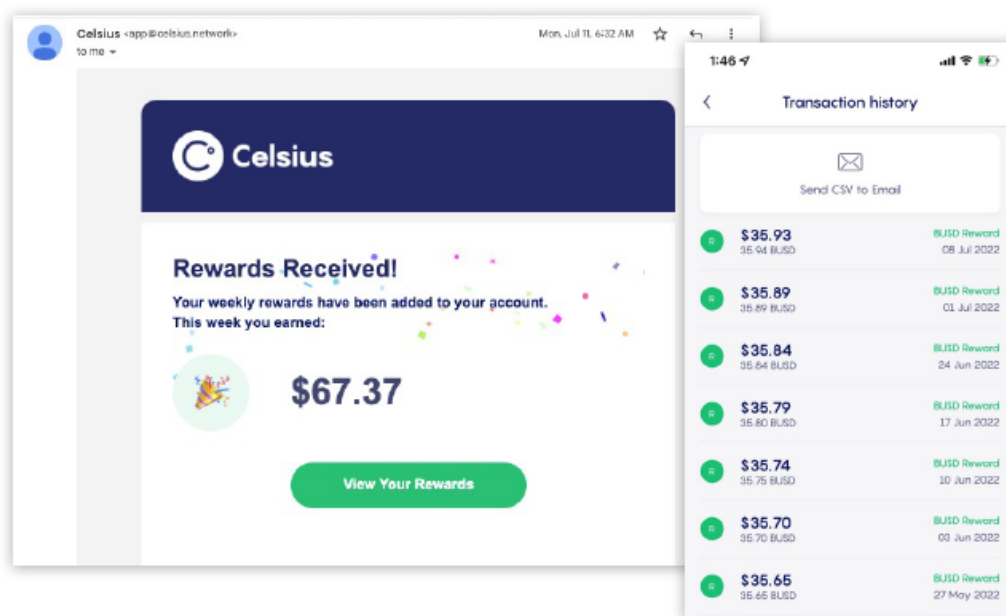 Celsius <app@celsius.network>
Mon, Jul 11, 6:32 AM
to me
Celsius
Rewards Received!
Your weekly rewards have been added to your account.
This week you earned:
$67.37
View Your Rewards
1:46
Transaction history
Send CSV to Email
R
$35.93
BUSD Reward
35.94 BUSD
08 Jul 2022
R
$35.89
BUSD Reward
35.89 BUSD
01 Jul 2022
R
$35.84
BUSD Reward
35.84 BUSD
24 Jun 2022
R
$35.79
BUSD Reward
35.80 BUSD
17 Jun 2022
R
$35.74
BUSD Reward
35.75 BUSD
10 Jun 2022
R
$35.70
BUSD Reward
35.70 BUSD
03 Jun 2022
R
$35.65
BUSD Reward
35.65 BUSD
27 May 2022